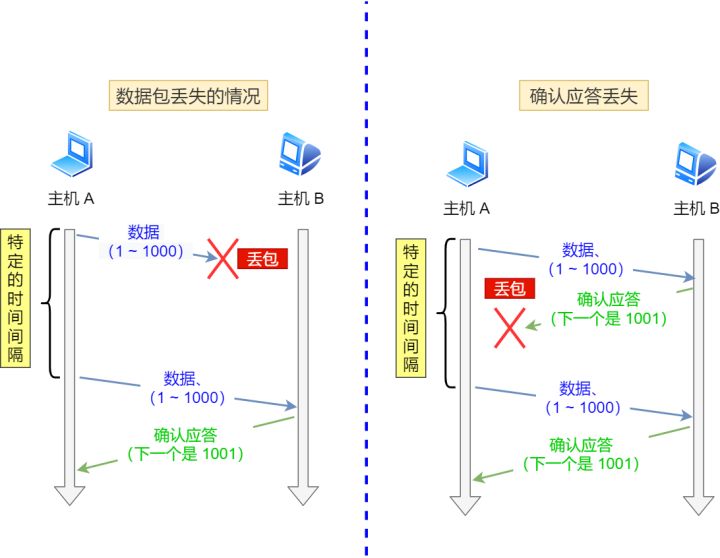 数据包丢失的情况
主机 A
主机 B
特定的时间间隔
数据
（1 ~ 1000）
丢包
数据、
（1 ~ 1000）
确认应答
（下一个是 1001）
确认应答丢失
主机 A
主机 B
特定的时间间隔
数据、
（1 ~ 1000）
丢包
确认应答
（下一个是 1001）
数据、
（1 ~ 1000）
确认应答
（下一个是 1001）